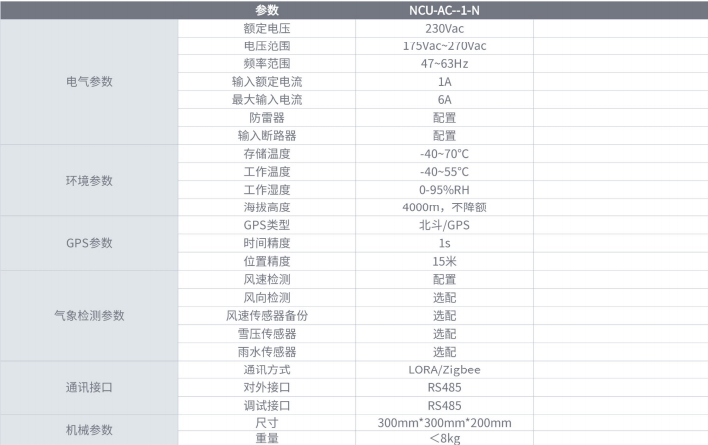 参数 NCU-AC--1-N
电气参数
额定电压 230Vac
电压范围 175Vac~270Vac
频率范围 47~63Hz
输入额定电流 1A
最大输入电流 6A
防雷器 配置
输入断路器 配置
环境参数
存储温度 -40~70℃
工作温度 -40~55℃
工作湿度 0-95%RH
海拔高度 4000m，不降额
GPS参数
GPS类型 北斗/GPS
时间精度 1s
位置精度 15米
气象检测参数
风速检测 配置
风向检测 选配
风速传感器备份 选配
雪压传感器 选配
雨水传感器 选配
通讯接口
通讯方式 LORA/Zigbee
对外接口 RS485
调试接口 RS485
机械参数
尺寸 300mm*300mm*200mm
重量 ＜8kg